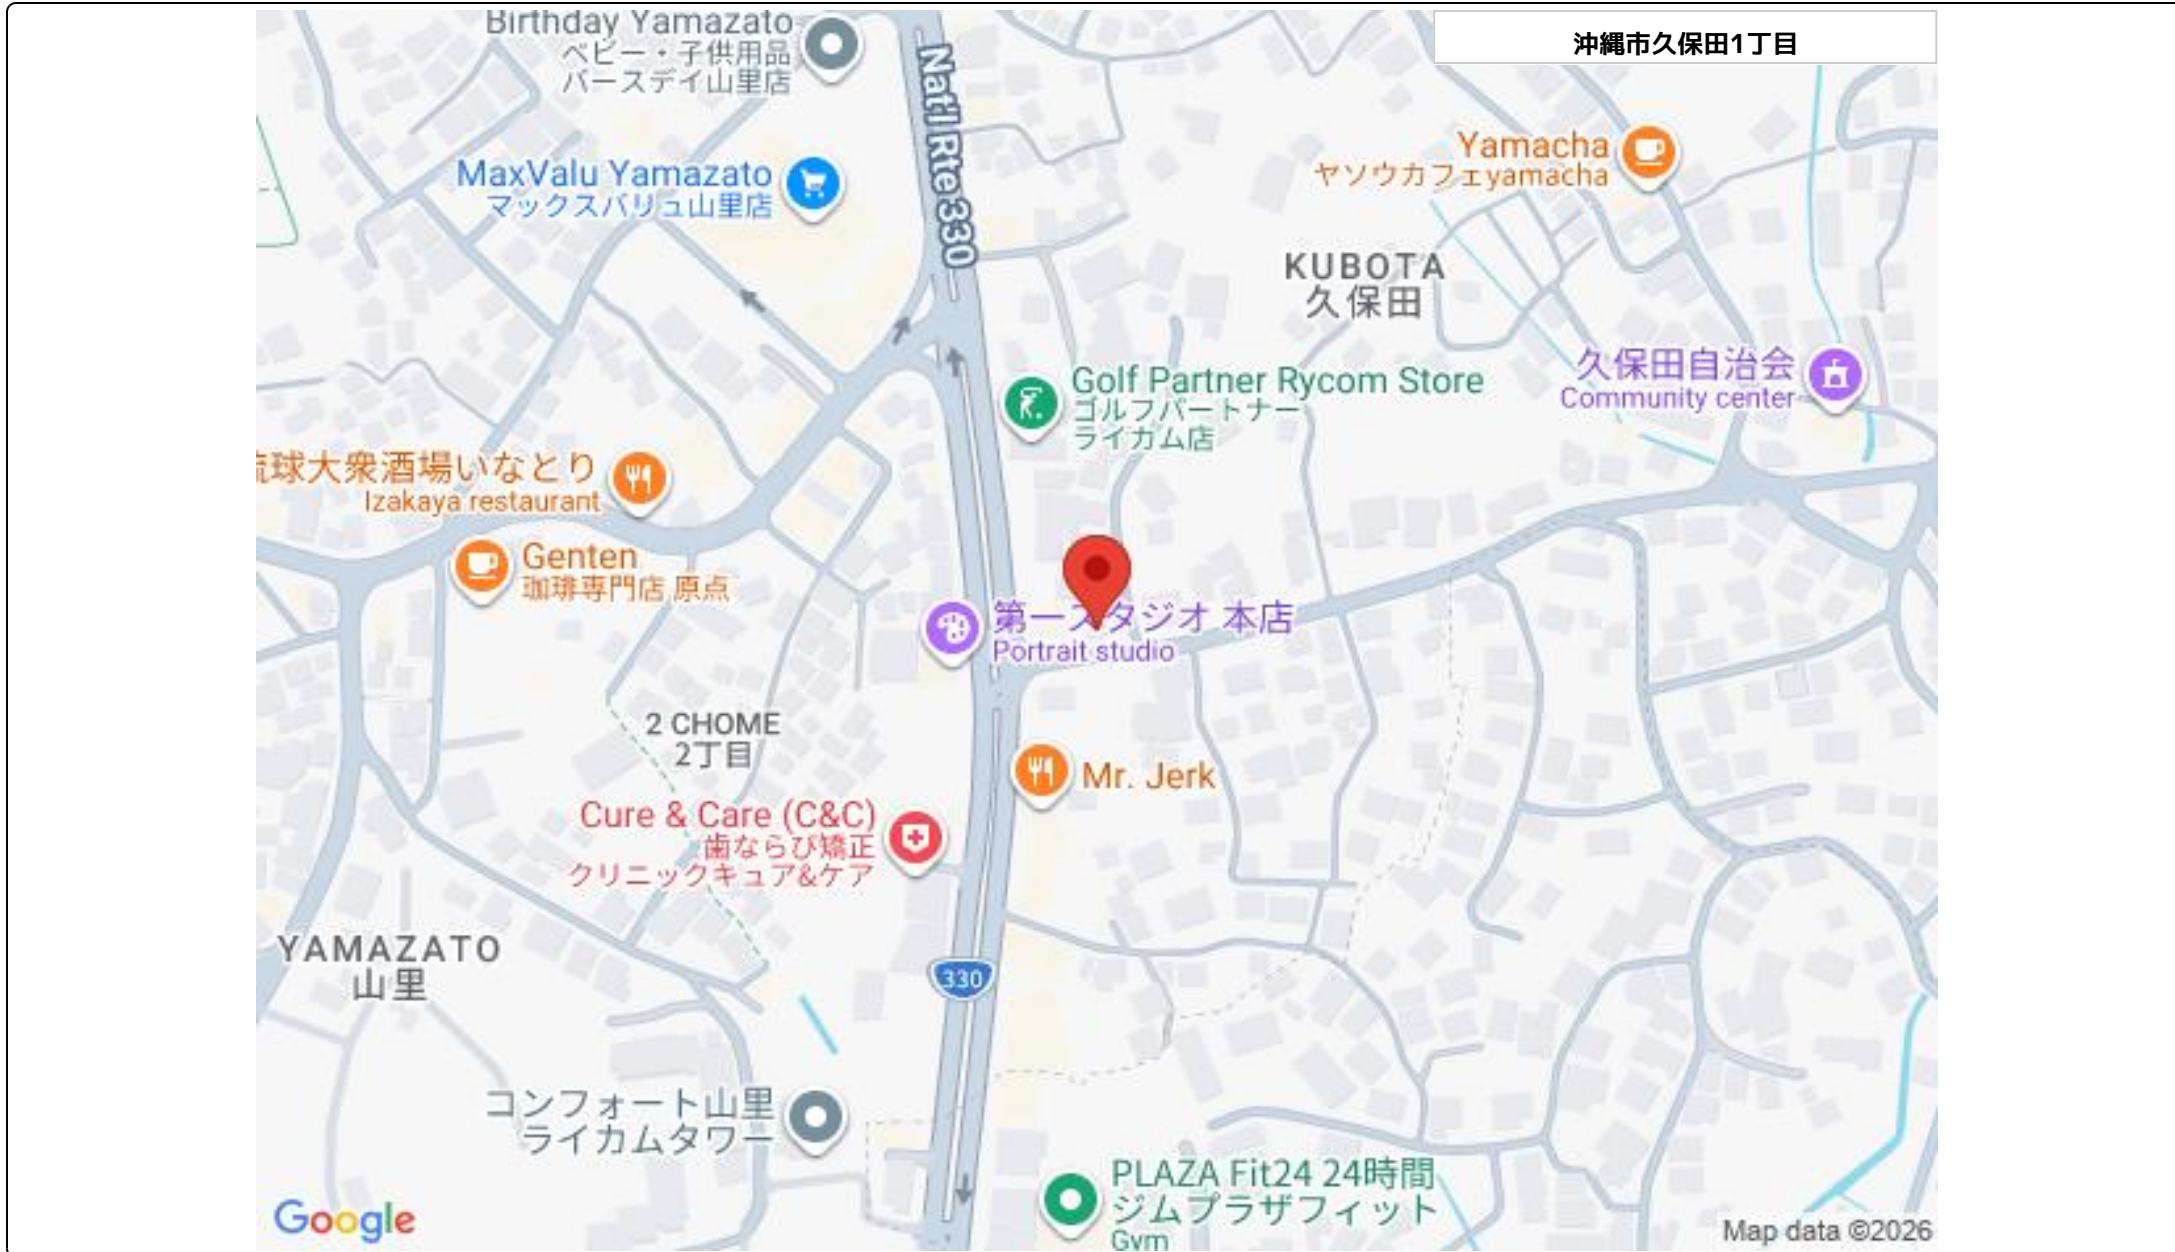 Birthday Yamazato
ベビー・子供用品
バースデイ山里店
Nat'l Rte 330
沖縄市久保田1丁目
MaxValu Yamazato
マックスバリュ山里店
Yamacha
ヤソウカフェyamacha
KUBOTA
久保田
Golf Partner Rycom Store
ゴルフパートナー
ライカム店
久保田自治会
Community center
琉球大衆酒場いなとり
Izakaya restaurant
Genten
珈琲専門店 原点
第一スタジオ 本店
Portrait studio
2 CHOME
2丁目
Mr. Jerk
Cure & Care (C&C)
歯ならび矯正
クリニックキュア&ケア
YAMAZATO
山里
330
コンフォート山里
ライカムタワー
PLAZA Fit24 24時間
ジムプラザフィット
Gym
Google
Map data ©2026